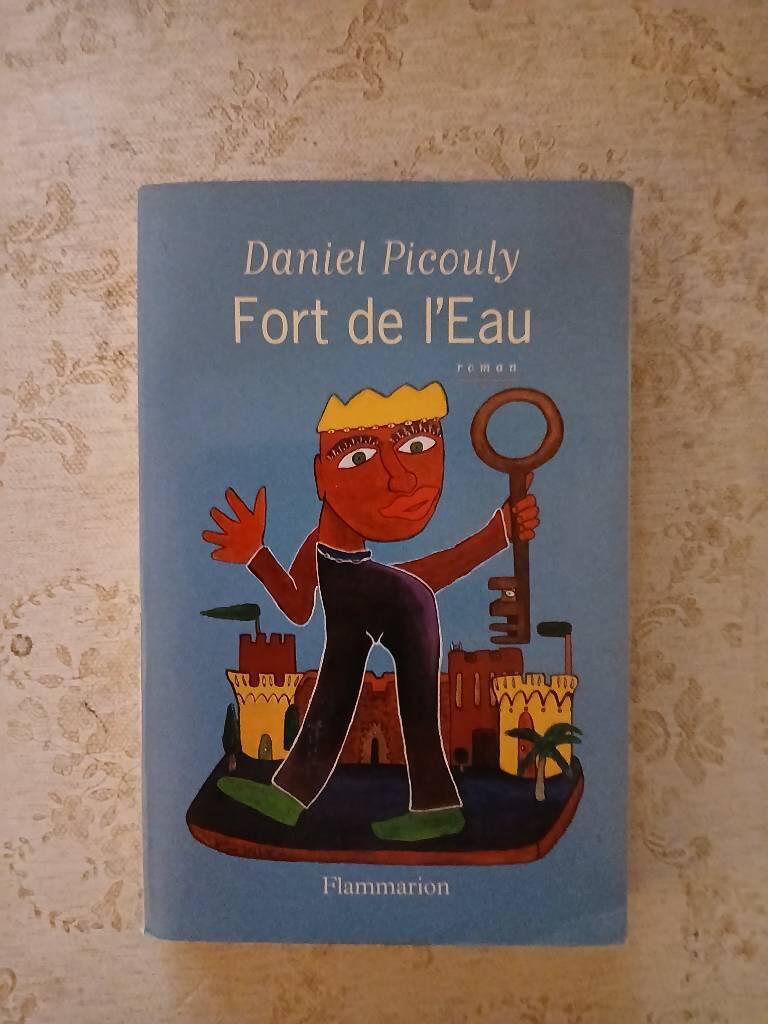 Daniel Picouly
Fort de l'Eau
roman
Flammarion